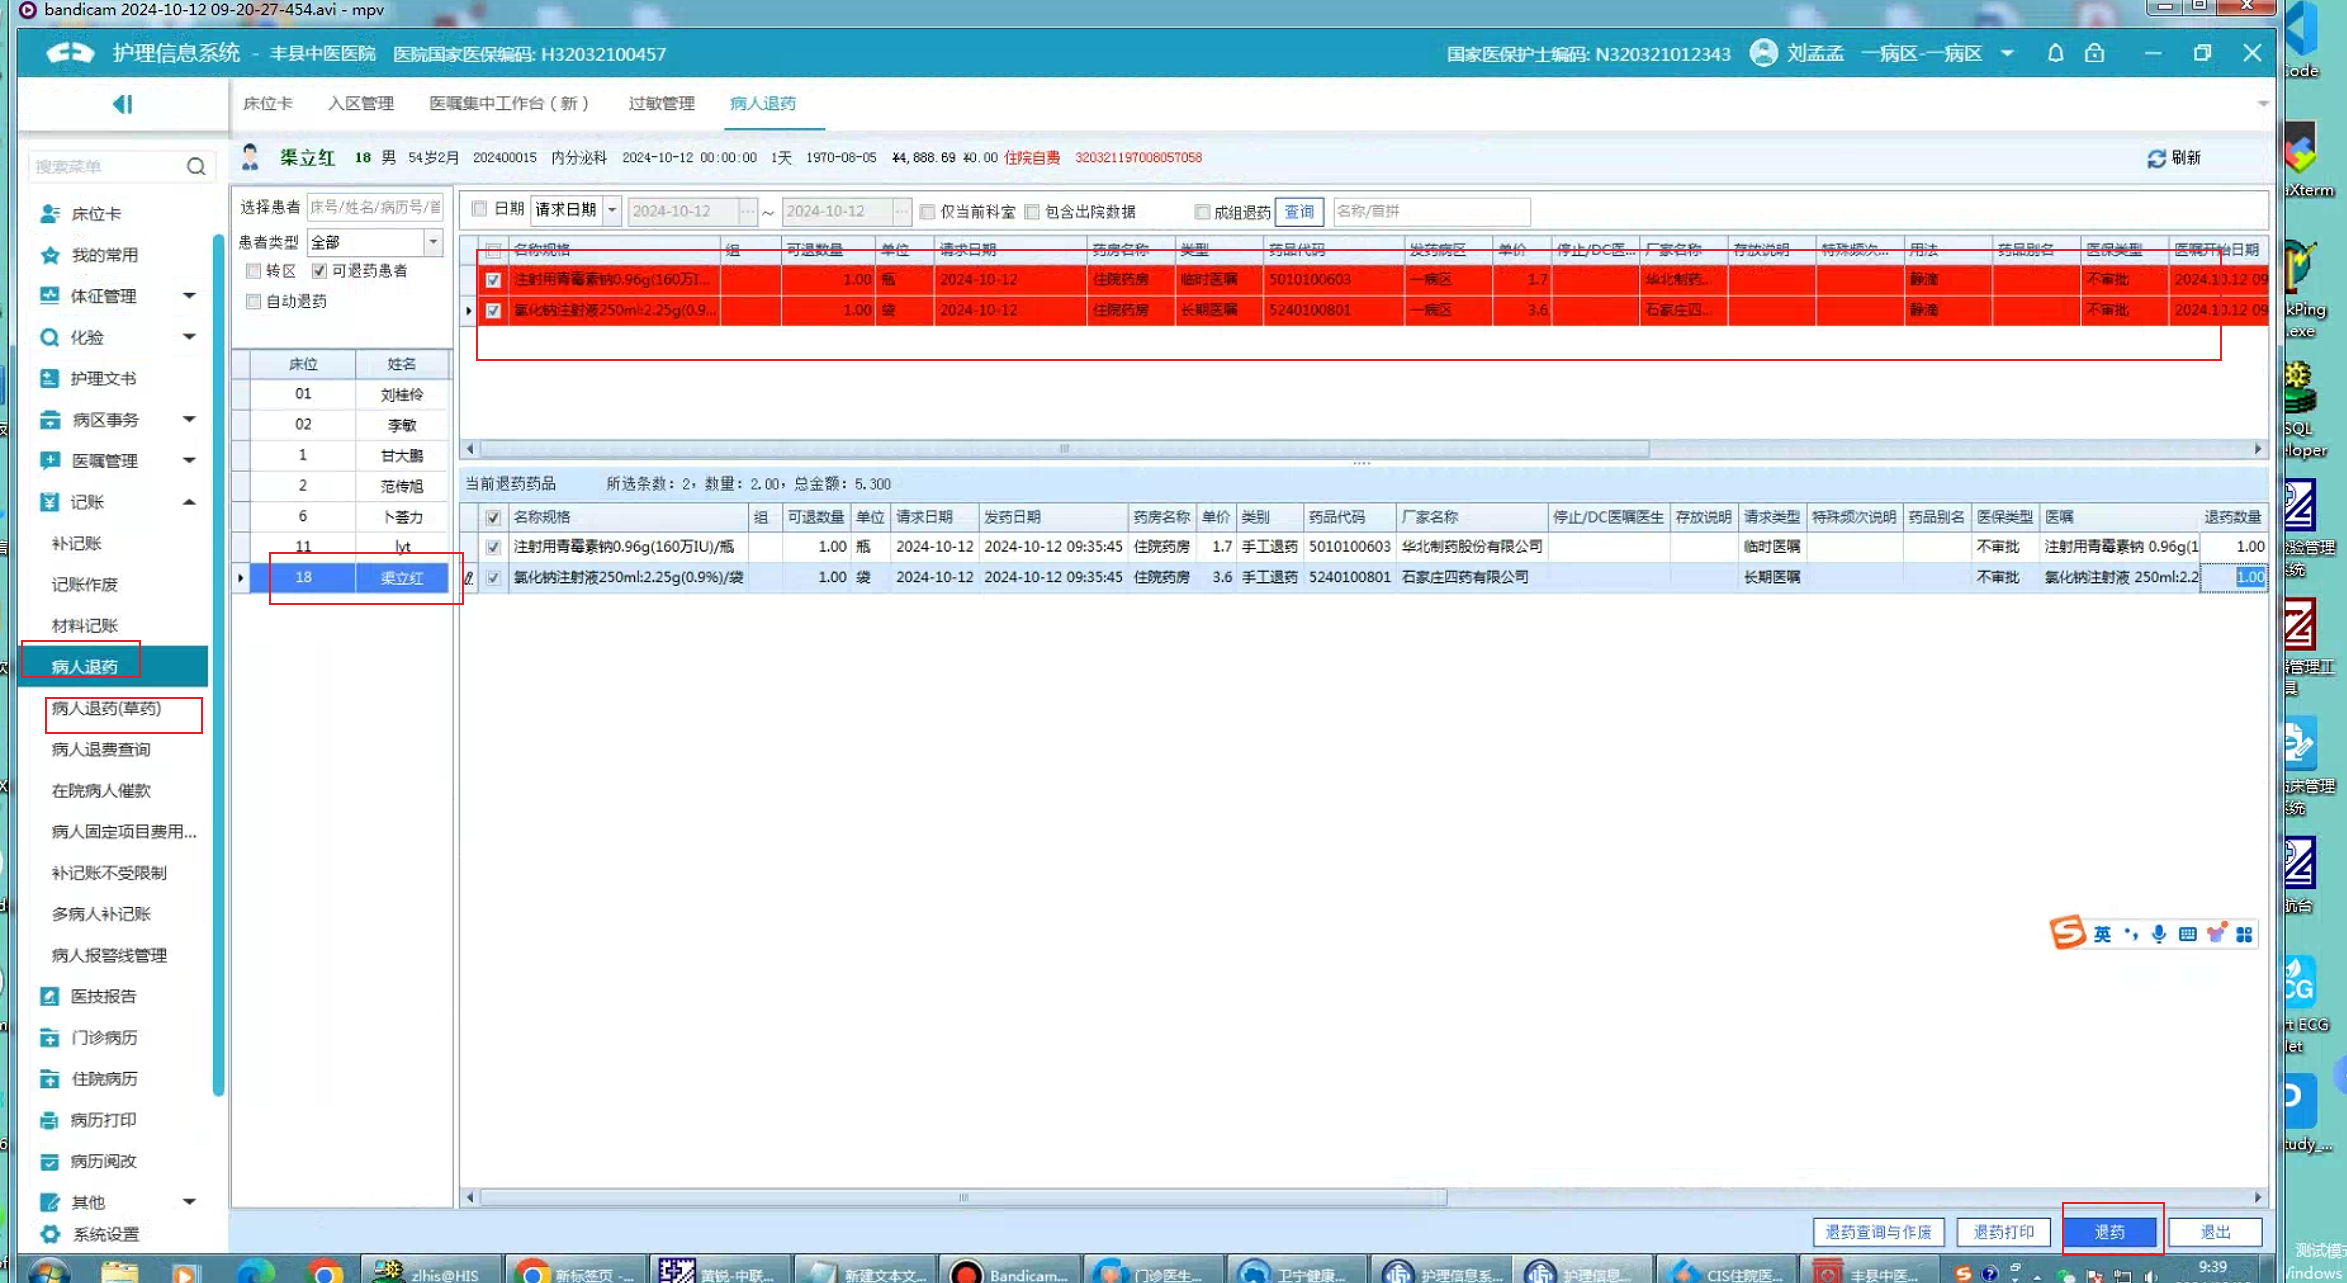 bandicam 2024-10-12 09-20-27-454.avi - mpv
护理信息系统 - 丰县中医医院 医院国家医保编码: H32032100457 国家医保护士编码: N320321012343 刘孟孟 一病区-一病区
床位卡 入区管理 医嘱集中工作台（新） 过敏管理 病人退药
渠立红 18 男 54岁2月 202400015 内分泌科 2024-10-12 00:00:00 1天 1970-08-05 ¥4,888.69 ¥0.00 住院自费 320321197008057058 刷新
搜索菜单
床位卡
我的常用
体征管理
化验
护理文书
病区事务
医嘱管理
记账
补记账
记账作废
材料记账
病人退药
病人退药(草药)
病人退费查询
在院病人催款
病人固定项目费用...
补记账不受限制
多病人补记账
病人报警线管理
医技报告
门诊病历
住院病历
病历打印
病历阅改
其他
系统设置
选择患者 床号/姓名/病历号/首
患者类型 全部
转区 可退药患者
自动退药
床位 姓名
01 刘桂伶
02 李敏
1 甘大鹏
2 范传旭
6 卜荟力
11 lyt
18 渠立红
日期 请求日期 2024-10-12 ~ 2024-10-12 仅当前科室 包含出院数据 成组退药 查询 名称/首拼
名称规格 组 可退数量 单位 请求日期 药房名称 类型 药品代码 发药病区 单价 停止/DC医... 厂家名称 存放说明 特殊频次... 用法 药品别名 医保类型 医嘱开始日期
注射用青霉素钠0.96g(160万I... 1.00 瓶 2024-10-12 住院药房 临时医嘱 5010100603 一病区 1.7 华北制药... 静滴 不审批 2024.10.12 09
氯化钠注射液250ml:2.25g(0.9... 1.00 袋 2024-10-12 住院药房 长期医嘱 5240100801 一病区 3.6 石家庄四... 静滴 不审批 2024.10.12 09
当前退药药品 所选条数: 2, 数量: 2.00, 总金额: 5.300
名称规格 组 可退数量 单位 请求日期 发药日期 药房名称 单价 类别 药品代码 厂家名称 停止/DC医嘱医生 存放说明 请求类型 特殊频次说明 药品别名 医保类型 医嘱 退药数量
注射用青霉素钠0.96g(160万IU)/瓶 1.00 瓶 2024-10-12 2024-10-12 09:35:45 住院药房 1.7 手工退药 5010100603 华北制药股份有限公司 临时医嘱 不审批 注射用青霉素钠 0.96g(1 1.00
氯化钠注射液250ml:2.25g(0.9%)/袋 1.00 袋 2024-10-12 2024-10-12 09:35:45 住院药房 3.6 手工退药 5240100801 石家庄四药有限公司 长期医嘱 不审批 氯化钠注射液 250ml:2.2 1.00
英
退药查询与作废 退药打印 退药 退出
zlhis@HIS 新标签页 -... 黄锐-中联... 新建文本文... Bandicam... 门诊医生... 卫宁健康... 护理信息系... 护理信息... CIS住院医... 丰县中医... 9:39
Code
aXterm
kPing
.exe
SQL
loper
验管理
系统
管理工
具
床管理
系统
航台
rt ECG
let
tudy_...
测试模